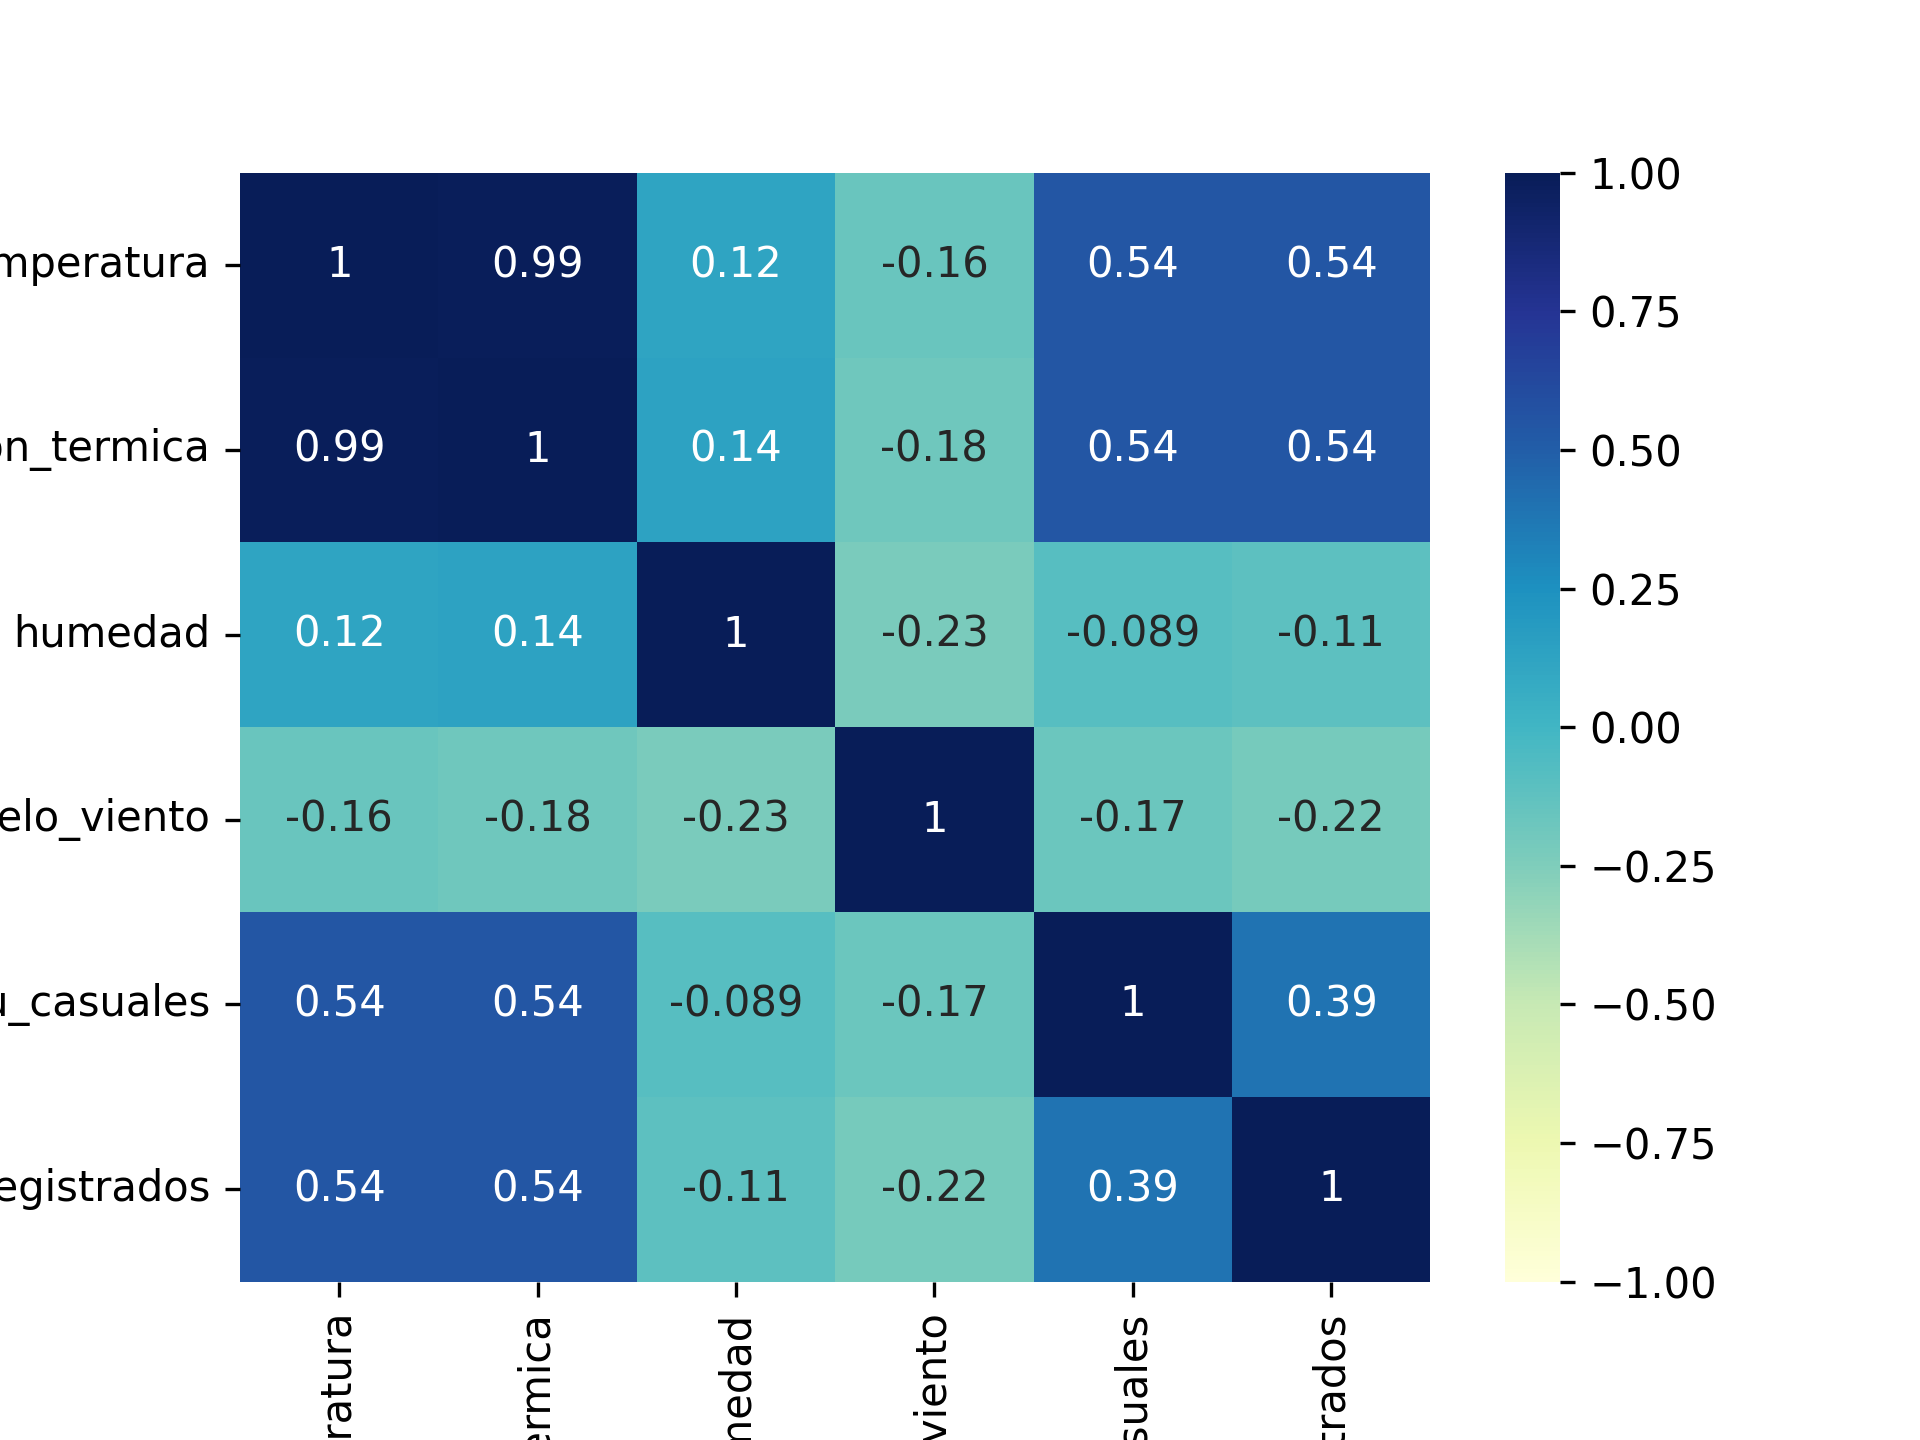 1.00
mperatura 1 0.99 0.12 -0.16 0.54 0.54
0.75
on_termica 0.99 1 0.14 -0.18 0.54 0.54
0.50
0.25
humedad 0.12 0.14 1 -0.23 -0.089 -0.11
0.00
elo_viento -0.16 -0.18 -0.23 1 -0.17 -0.22
−0.25
u_casuales 0.54 0.54 -0.089 -0.17 1 0.39
−0.50
−0.75
egistrados 0.54 0.54 -0.11 -0.22 0.39 1
−1.00
ratura
ermica
medad
viento
suales
trados